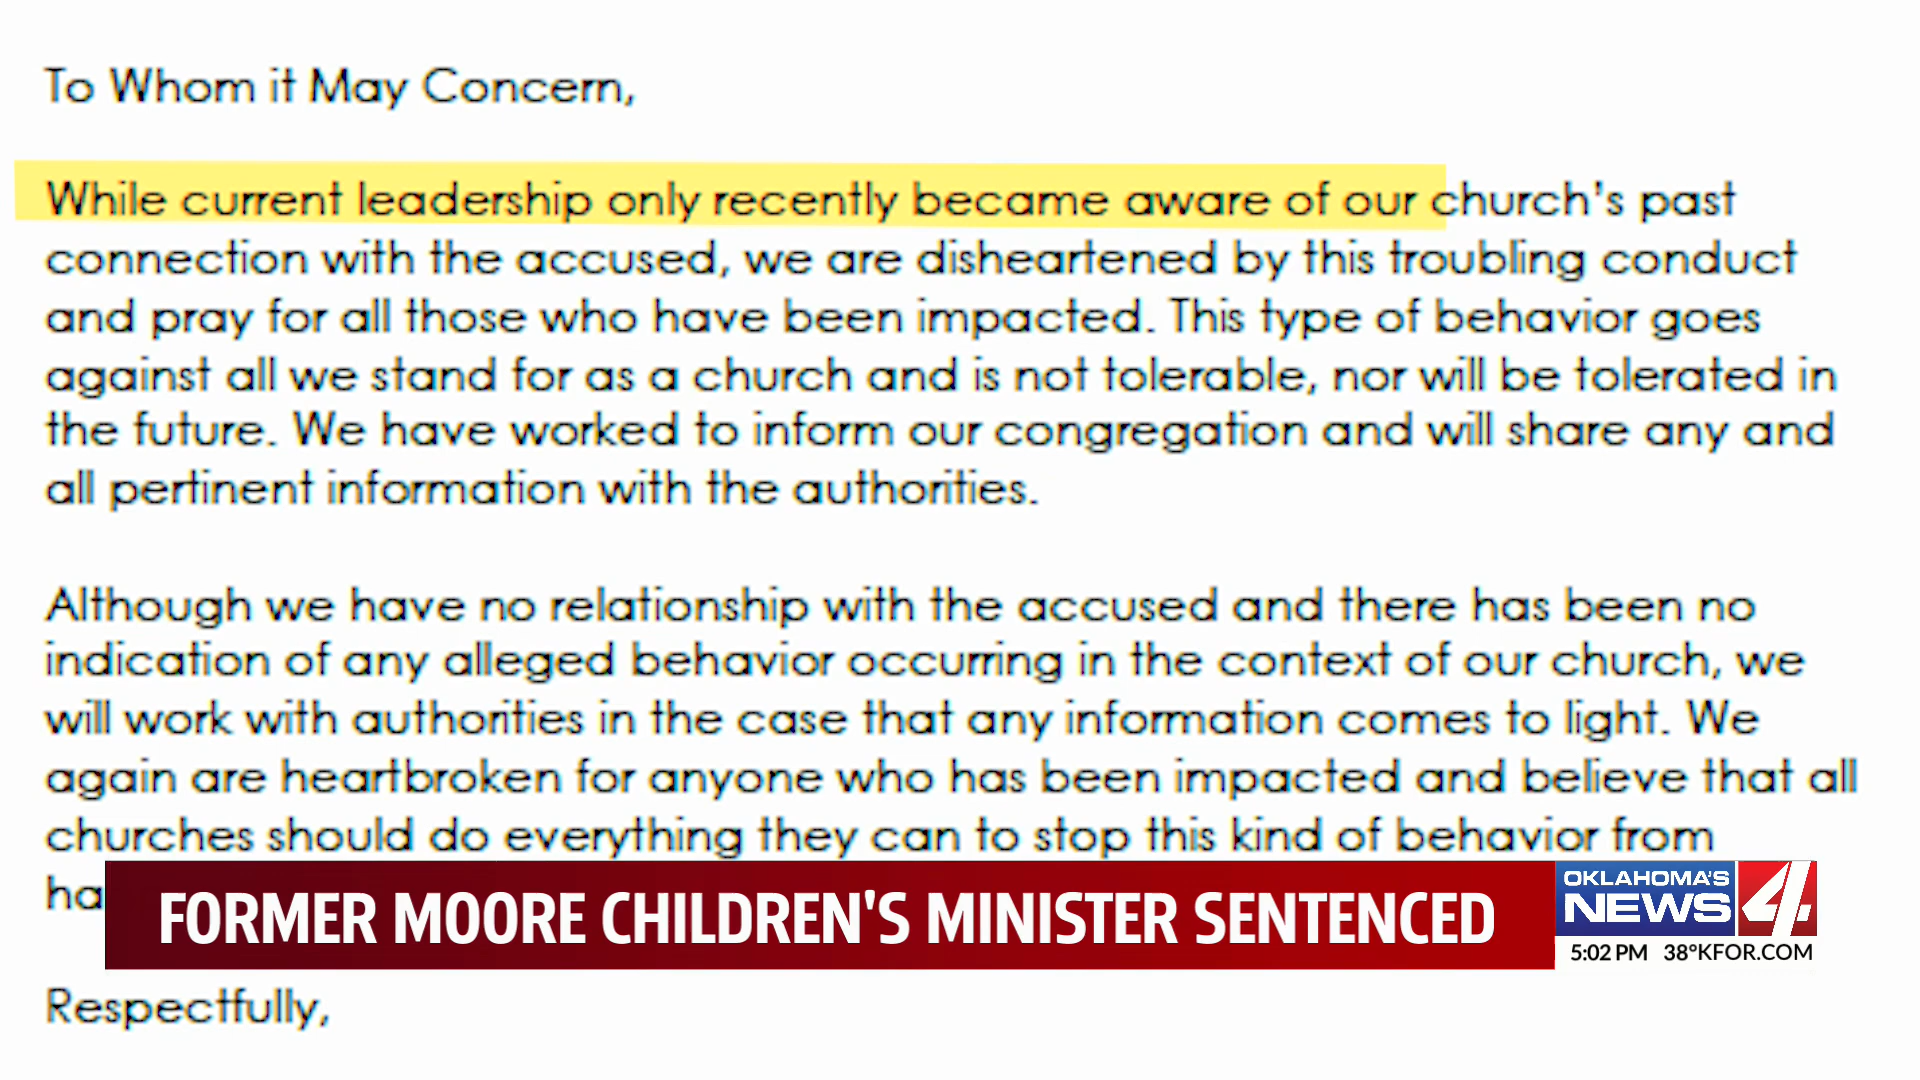 To Whom it May Concern,
While current leadership only recently became aware of our church's past
connection with the accused, we are disheartened by this troubling conduct
and pray for all those who have been impacted. This type of behavior goes
against all we stand for as a church and is not tolerable, nor will be tolerated in
the future. We have worked to inform our congregation and will share any and
all pertinent information with the authorities.
Although we have no relationship with the accused and there has been no
indication of any alleged behavior occurring in the context of our church, we
will work with authorities in the case that any information comes to light. We
again are heartbroken for anyone who has been impacted and believe that all
churches should do everything they can to stop this kind of behavior from
FORMER MOORE CHILDREN'S MINISTER SENTENCED
OKLAHOMA'S
NEWS 4
5:02 PM 38° KFOR.COM
Respectfully,